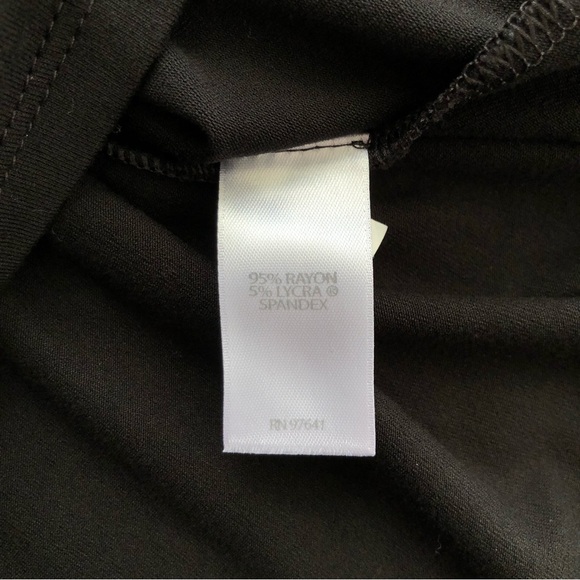 95% RAYON
5% LYCRA ®
SPANDEX
RN 97641